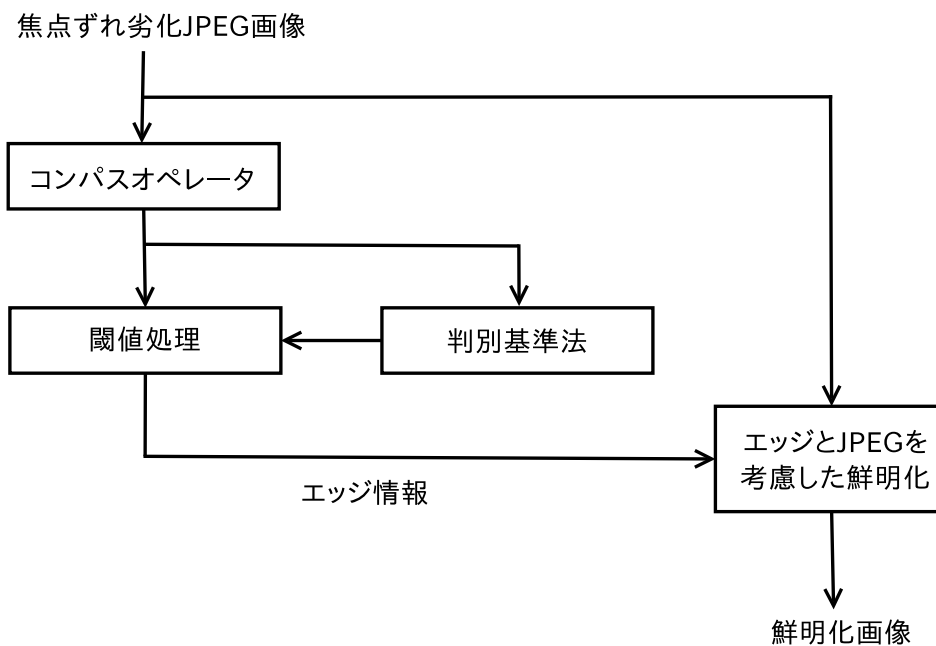 焦点ずれ劣化JPEG画像
コンパスオペレータ
閾値処理
判別基準法
エッジとJPEGを
考慮した鮮明化
エッジ情報
鮮明化画像